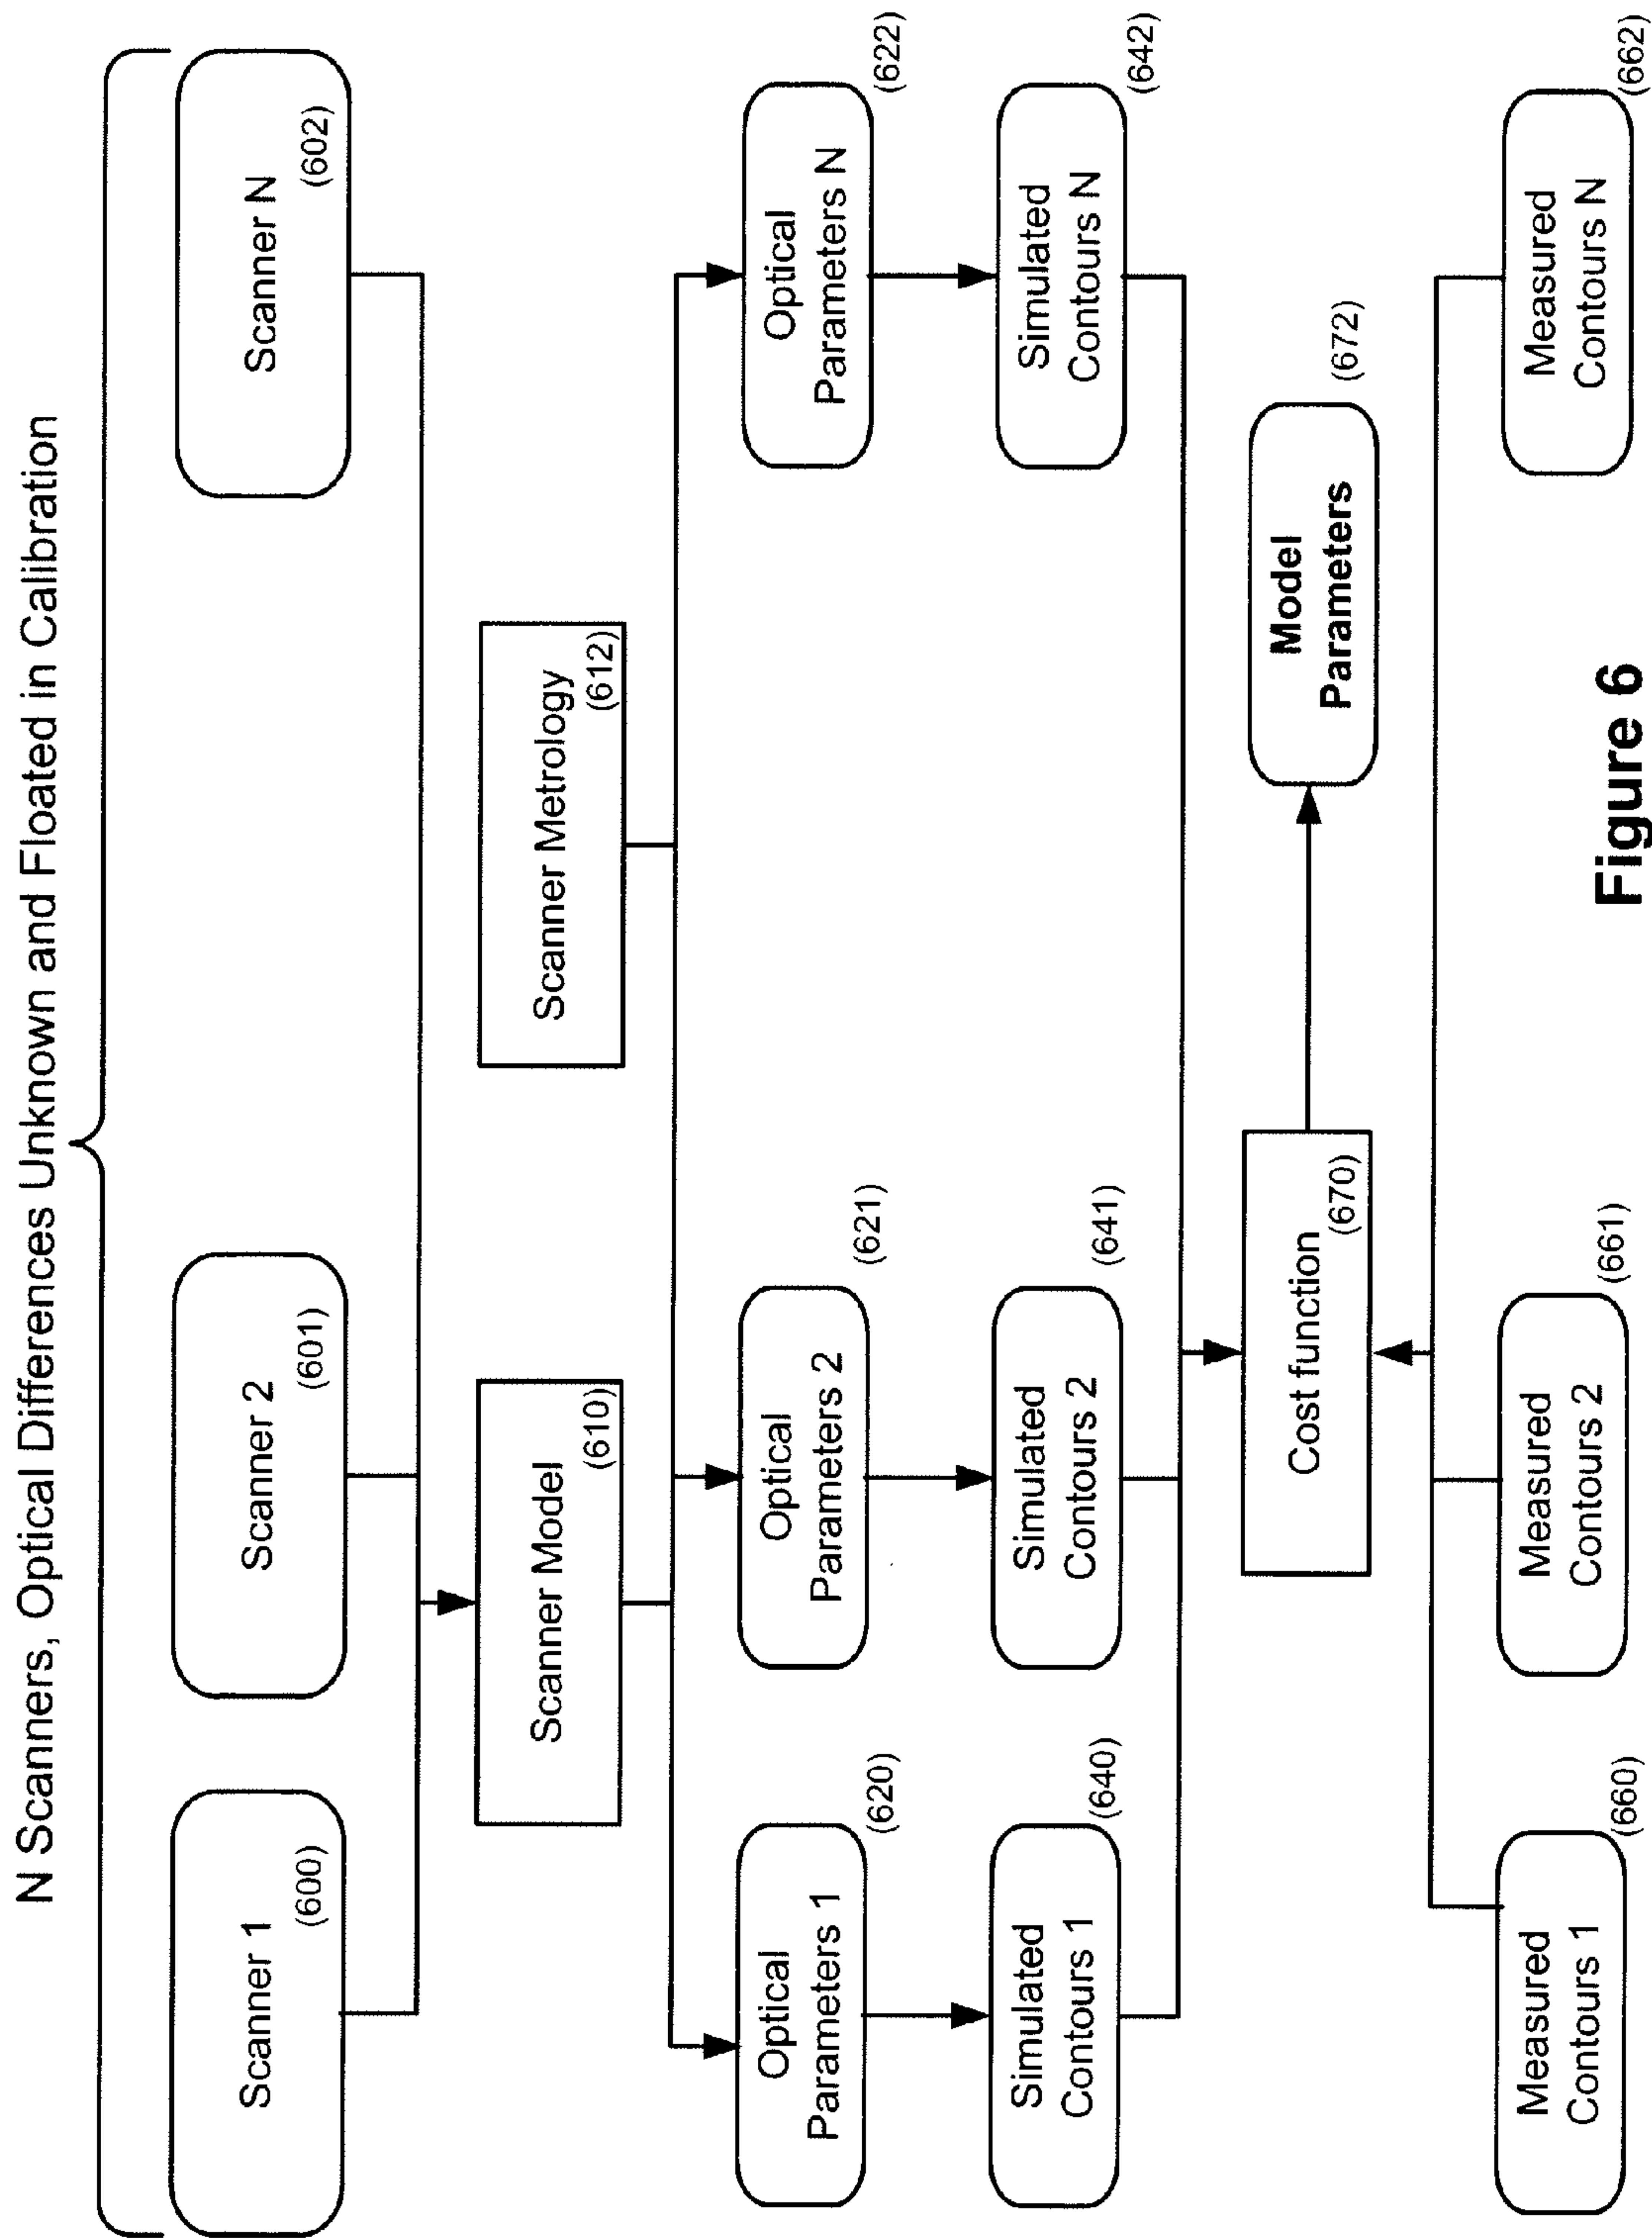 N Scanners, Optical Differences Unknown and Floated in Calibration
Scanner 1
(600)
Scanner 2
(601)
Scanner N
(602)
Scanner Model
(610)
Scanner Metrology
(612)
Optical
Parameters 1
(620)
Optical
Parameters 2
(621)
Optical
Parameters N
(622)
Simulated
Contours 1
(640)
Simulated
Contours 2
(641)
Simulated
Contours N
(642)
Cost function
(670)
Model
Parameters
(672)
Measured
Contours 1
(660)
Measured
Contours 2
(661)
Measured
Contours N
(662)
Figure 6